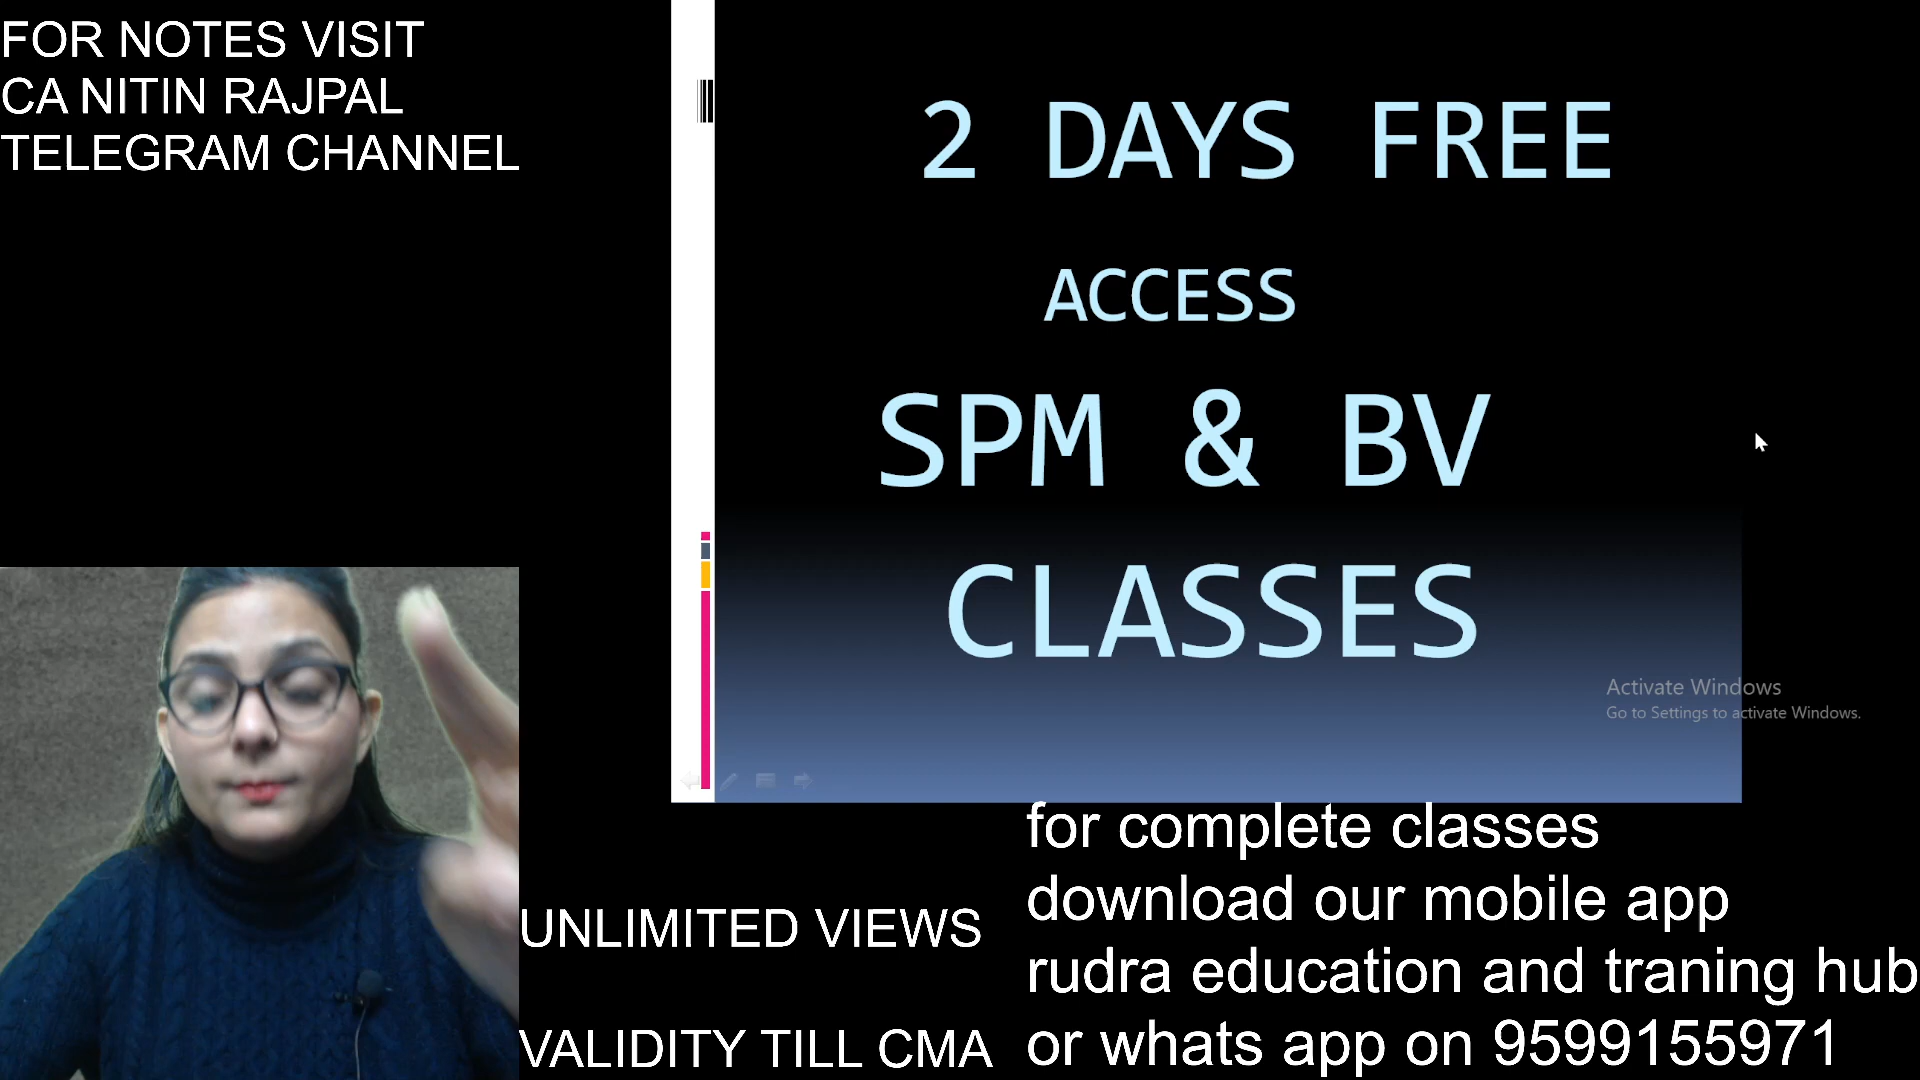 FOR NOTES VISIT
CA NITIN RAJPAL
TELEGRAM CHANNEL
2 DAYS FREE
ACCESS
SPM & BV
CLASSES
Activate Windows
Go to Settings to activate Windows.
for complete classes
download our mobile app
rudra education and traning hub
or whats app on 9599155971
UNLIMITED VIEWS
VALIDITY TILL CMA